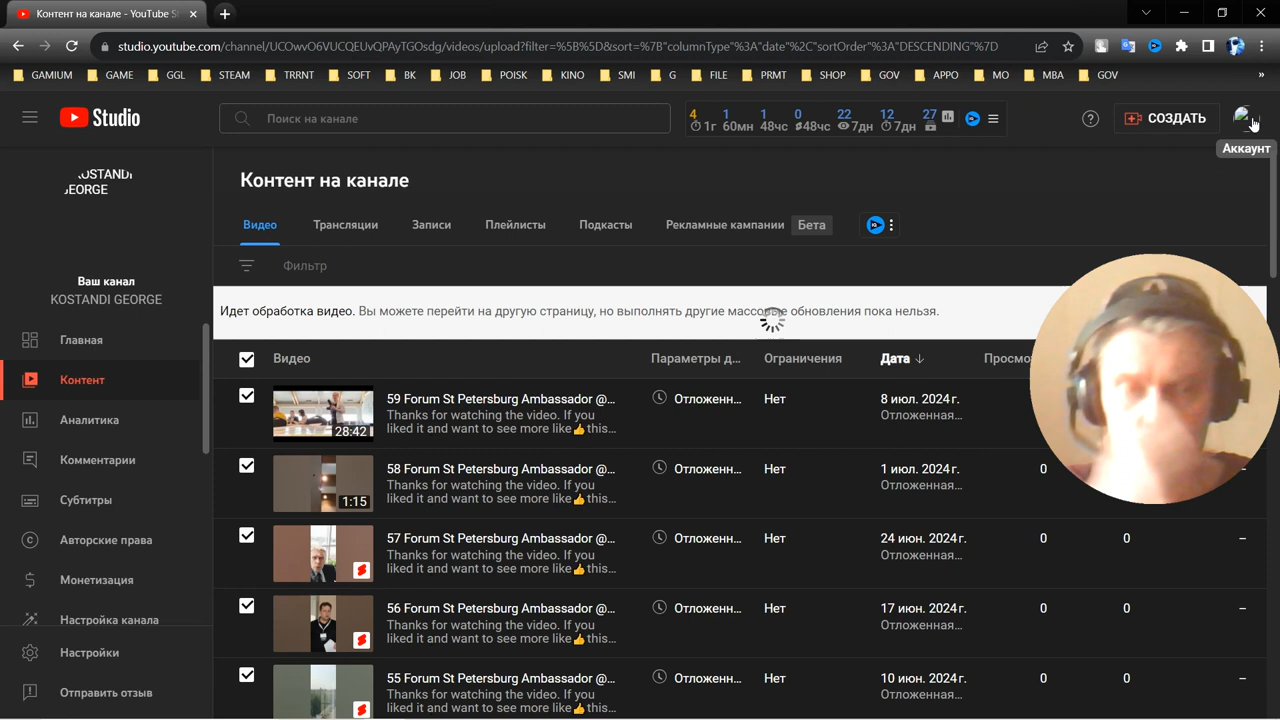 Контент на канале - YouTube S
studio.youtube.com/channel/UCOwvO6VUCQEUvQPAyTGOsdg/videos/upload?filter=%5B%5D&sort=%7B"columnType"%3A"date"%2C"sortOrder"%3A"DESCENDING"%7D
GAMIUM GAME GGL STEAM TRRNT SOFT BK JOB POISK KINO SMI G FILE PRMT SHOP GOV APPO MO MBA GOV »
Studio
Поиск на канале
4 1 1 0 22 12 27
1г 60мн 48чс 48чс 7дн 7дн
СОЗДАТЬ
Аккаунт
KOSTANDI
GEORGE
Ваш канал
KOSTANDI GEORGE
Главная
Контент
Аналитика
Комментарии
Субтитры
Авторские права
Монетизация
Настройка канала
Настройки
Отправить отзыв
Контент на канале
Видео Трансляции Записи Плейлисты Подкасты Рекламные кампании Бета
Фильтр
Идет обработка видео. Вы можете перейти на другую страницу, но выполнять другие массовые обновления пока нельзя.
Видео Параметры д... Ограничения Дата Просмо
59 Forum St Petersburg Ambassador @... Отложенн... Нет 8 июл. 2024 г.
Thanks for watching the video. If you Отложенная...
liked it and want to see more like👍this...
28:42
58 Forum St Petersburg Ambassador @... Отложенн... Нет 1 июл. 2024 г. 0
Thanks for watching the video. If you Отложенная...
liked it and want to see more like👍this...
1:15
57 Forum St Petersburg Ambassador @... Отложенн... Нет 24 июн. 2024 г. 0 0 –
Thanks for watching the video. If you Отложенная...
liked it and want to see more like👍this...
56 Forum St Petersburg Ambassador @... Отложенн... Нет 17 июн. 2024 г. 0 0 –
Thanks for watching the video. If you Отложенная...
liked it and want to see more like👍this...
55 Forum St Petersburg Ambassador @... Отложенн... Нет 10 июн. 2024 г. 0 0 –
Thanks for watching the video. If you Отложенная...
liked it and want to see more like👍this...